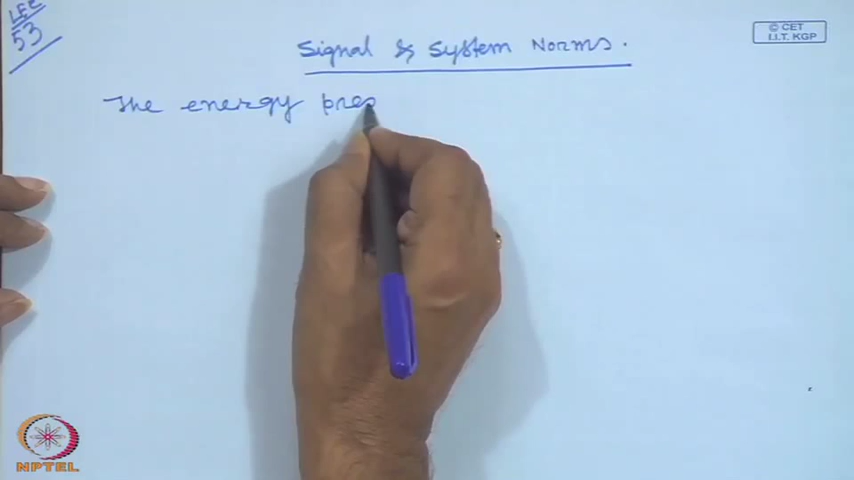 LEC
53
Signal & System Norms.
© CET
I.I.T. KGP
The energy pres
NPTEL